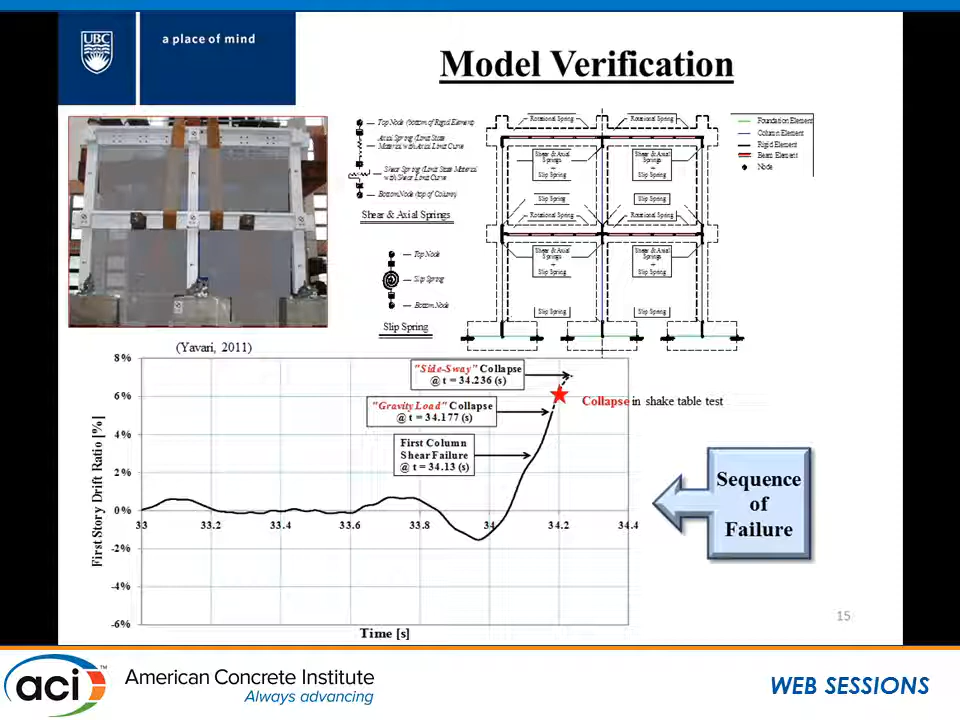 UBC
a place of mind
Model Verification
Top Node (bottom of Rigid Element)
Axial Spring (Limit State
Material with Axial Limit Curve
Shear Spring (Limit State Material
with Shear Limit Curve
Bottom Node (top of Column)
Shear & Axial Springs
Top Node
Slip Spring
Bottom Node
Slip Spring
Rotational Spring
Rotational Spring
Shear & Axial
Springs
+
Slip Spring
Shear & Axial
Springs
+
Slip Spring
Slip Spring
Slip Spring
Rotational Spring
Rotational Spring
Shear & Axial
Springs
+
Slip Spring
Shear & Axial
Springs
+
Slip Spring
Slip Spring
Slip Spring
Foundation Element
Column Element
Rigid Element
Beam Element
Node
(Yavari, 2011)
8%
6%
4%
2%
0%
-2%
-4%
-6%
First Story Drift Ratio [%]
"Side-Sway" Collapse
@ t = 34.236 (s)
"Gravity Load" Collapse
@ t = 34.177 (s)
First Column
Shear Failure
@ t = 34.13 (s)
Collapse in shake table test
33
33.2
33.4
33.6
33.8
34
34.2
34.4
Time [s]
Sequence
of
Failure
15
aci
TM
American Concrete Institute
Always advancing
WEB SESSIONS